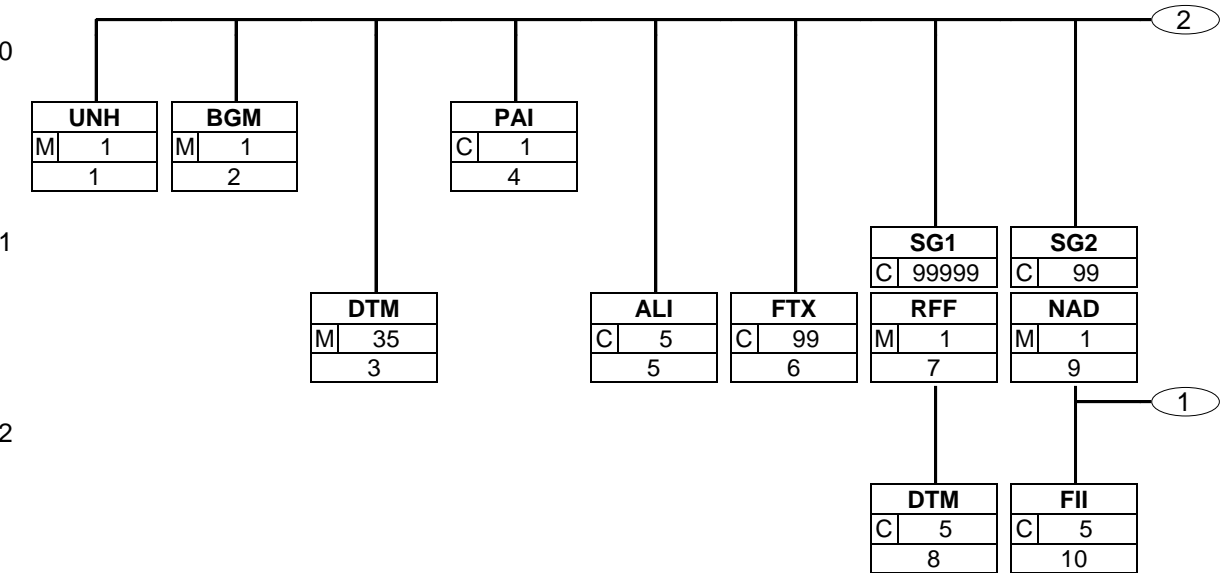 2
0
UNH BGM PAI
M 1 M 1 C 1
1 2 4
1
SG1 SG2
C 99999 C 99
DTM ALI FTX RFF NAD
M 35 C 5 C 99 M 1 M 1
3 5 6 7 9
1
2
DTM FII
C 5 C 5
8 10